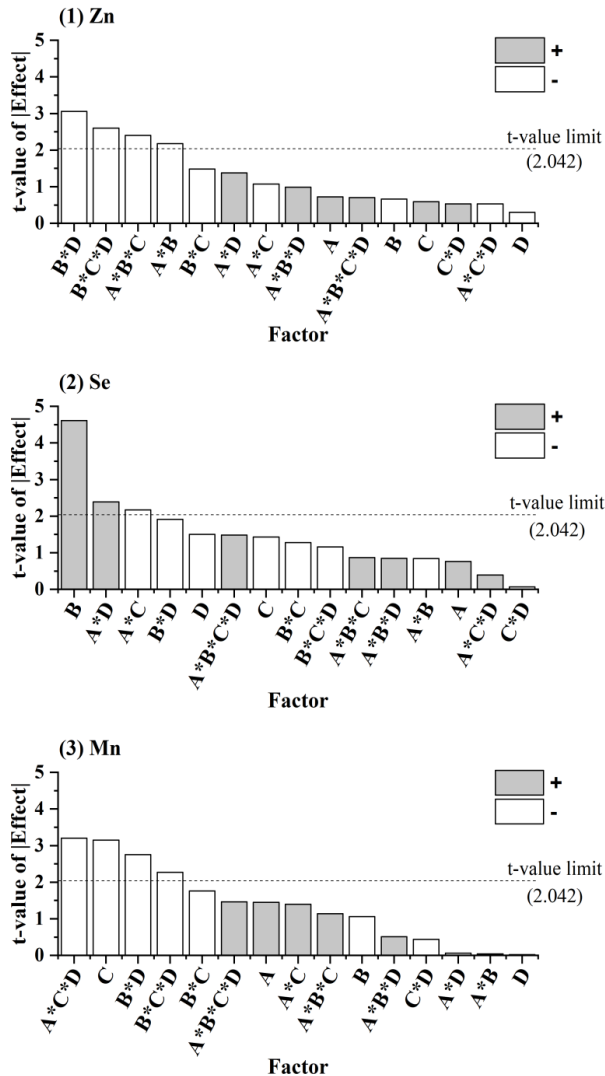 (1) Zn
t-value of |Effect|
5
4
3
2
1
0
+
-
t-value limit
(2.042)
B*D
B*C*D
A*B*C
A*B
B*C
A*D
A*C
A*B*D
A
A*B*C*D
B
C
C*D
A*C*D
D
Factor
(2) Se
t-value of |Effect|
5
4
3
2
1
0
+
-
t-value limit
(2.042)
B
A*D
A*C
B*D
D
A*B*C*D
C
B*C
B*C*D
A*B*C
A*B*D
A*B
A
A*C*D
C*D
Factor
(3) Mn
t-value of |Effect|
5
4
3
2
1
0
+
-
t-value limit
(2.042)
A*C*D
C
B*D
B*C*D
B*C
A*B*C*D
A
A*C
A*B*C
B
A*B*D
C*D
A*D
A*B
D
Factor